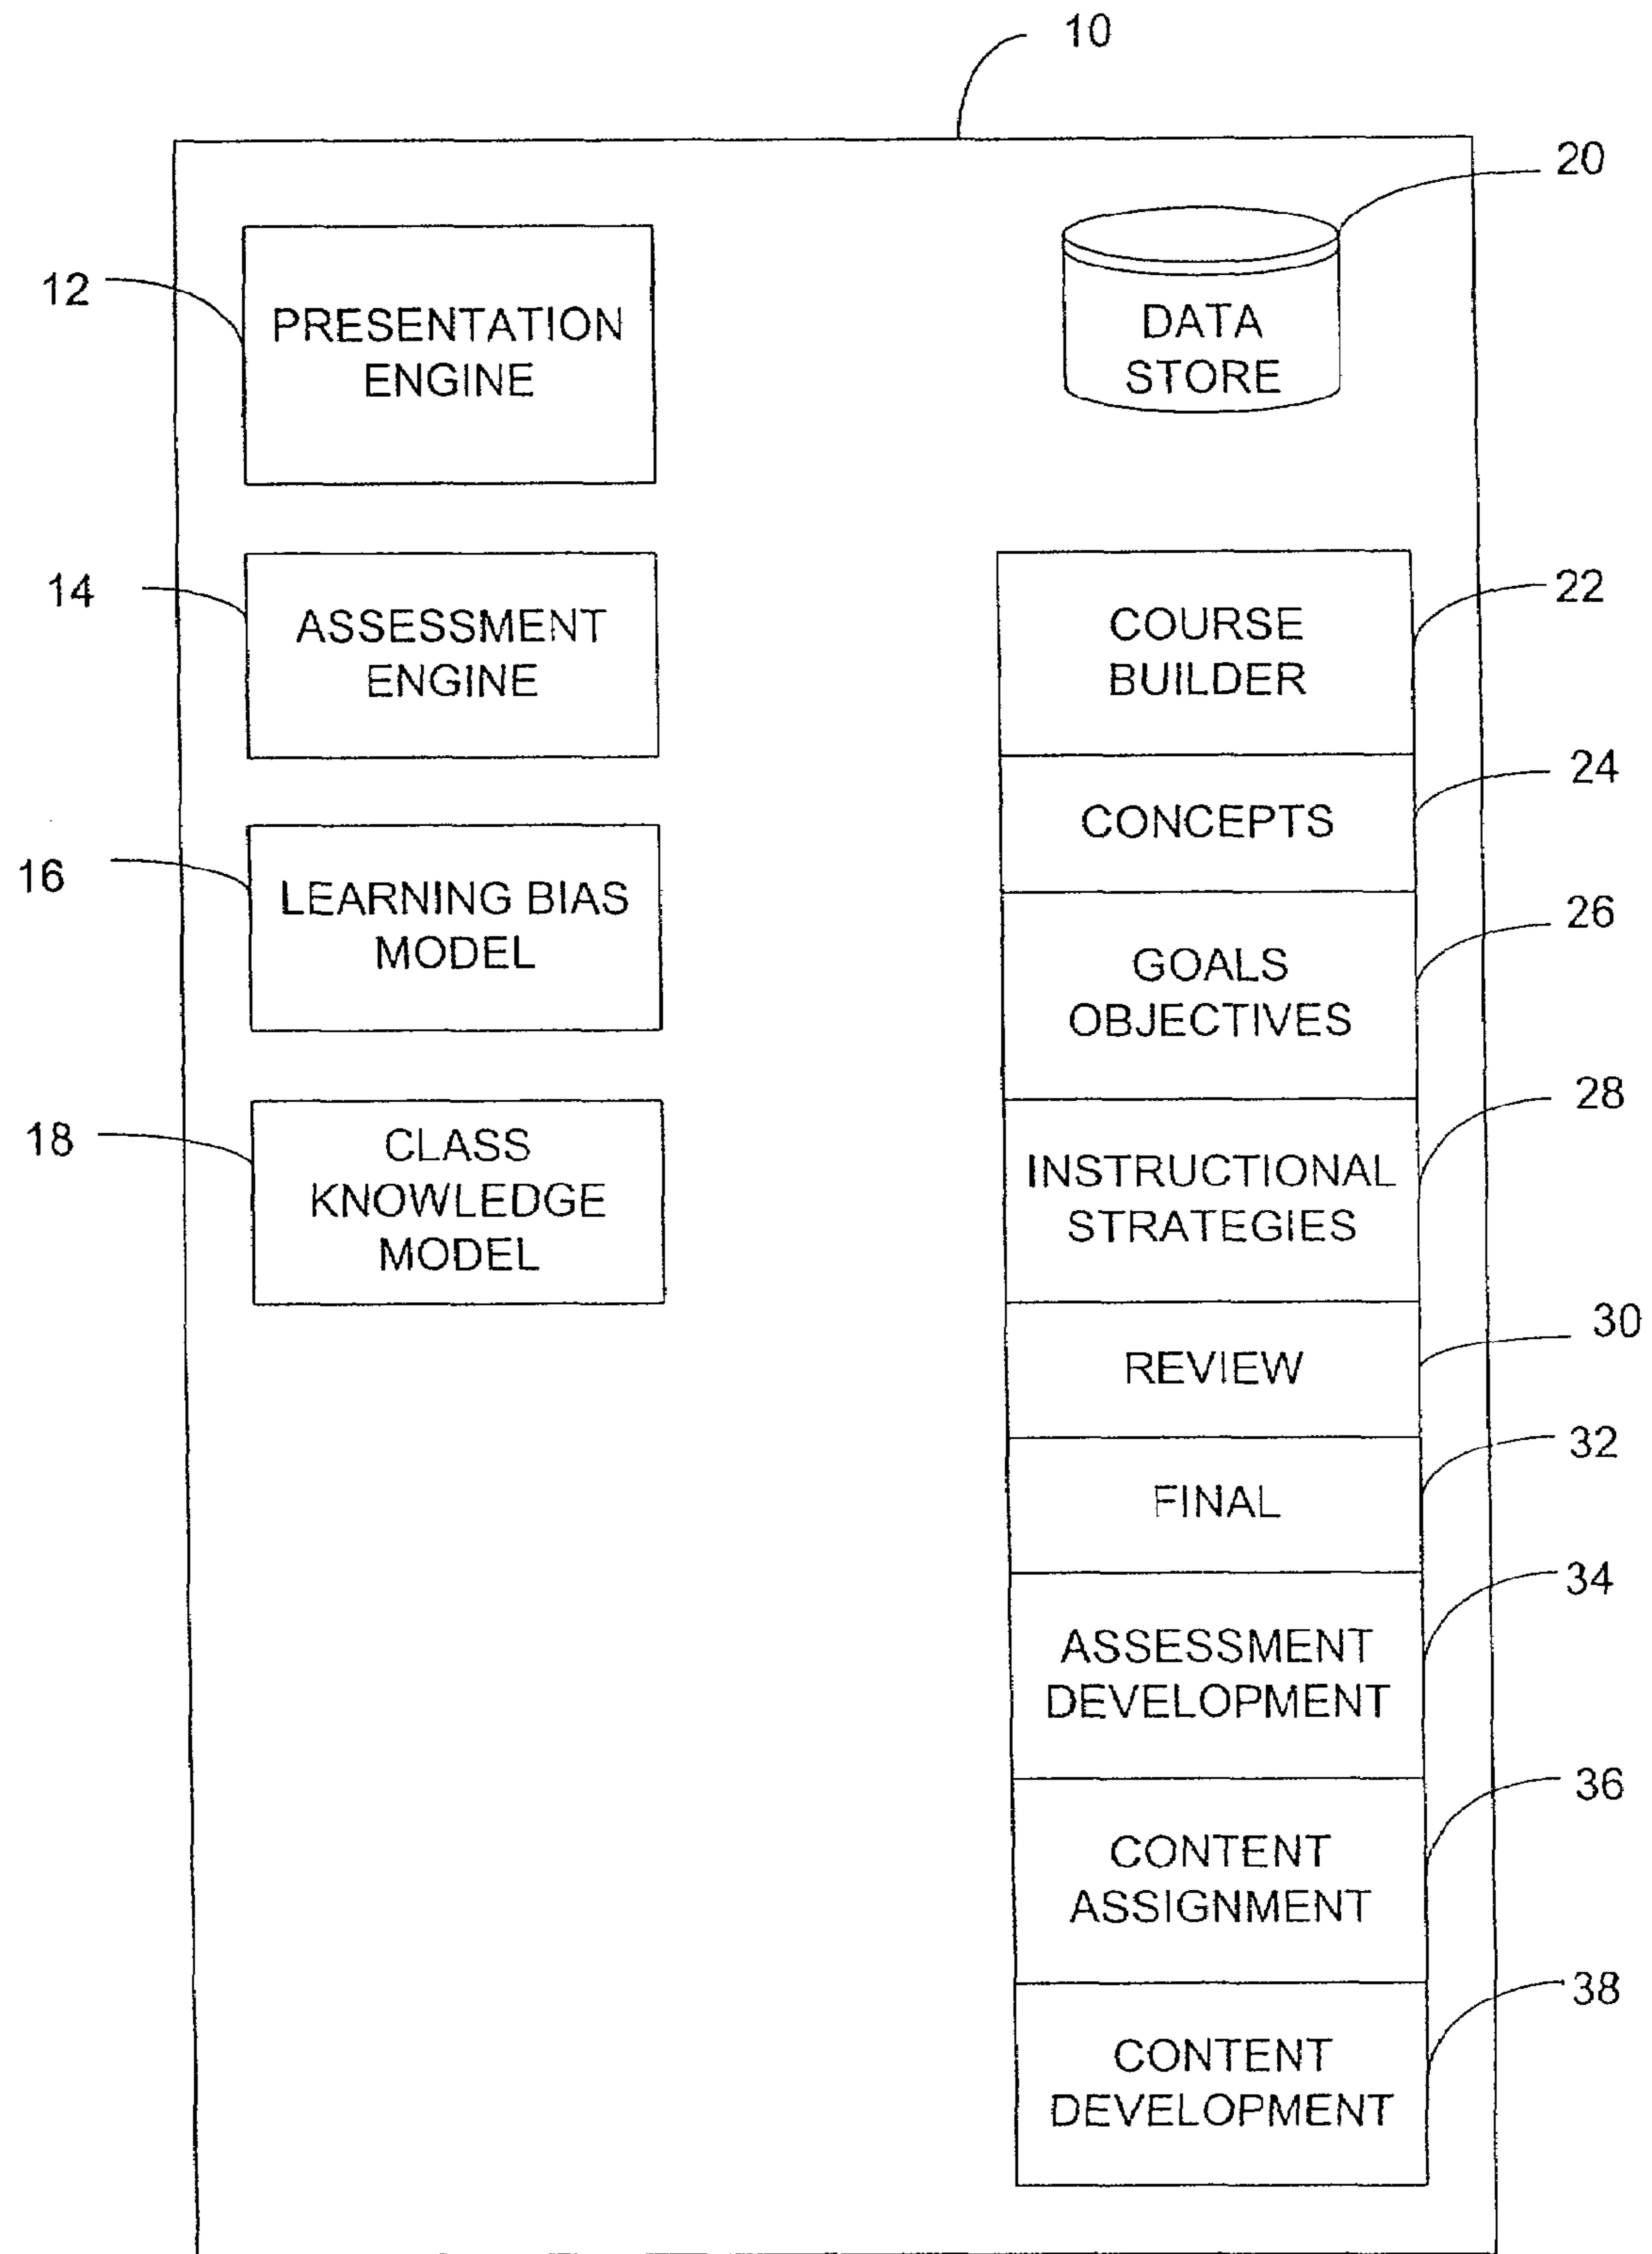 10
20
12
PRESENTATION
ENGINE
DATA
STORE
14
ASSESSMENT
ENGINE
22
COURSE
BUILDER
24
CONCEPTS
16
LEARNING BIAS
MODEL
26
GOALS
OBJECTIVES
18
CLASS
KNOWLEDGE
MODEL
28
INSTRUCTIONAL
STRATEGIES
30
REVIEW
32
FINAL
34
ASSESSMENT
DEVELOPMENT
36
CONTENT
ASSIGNMENT
38
CONTENT
DEVELOPMENT